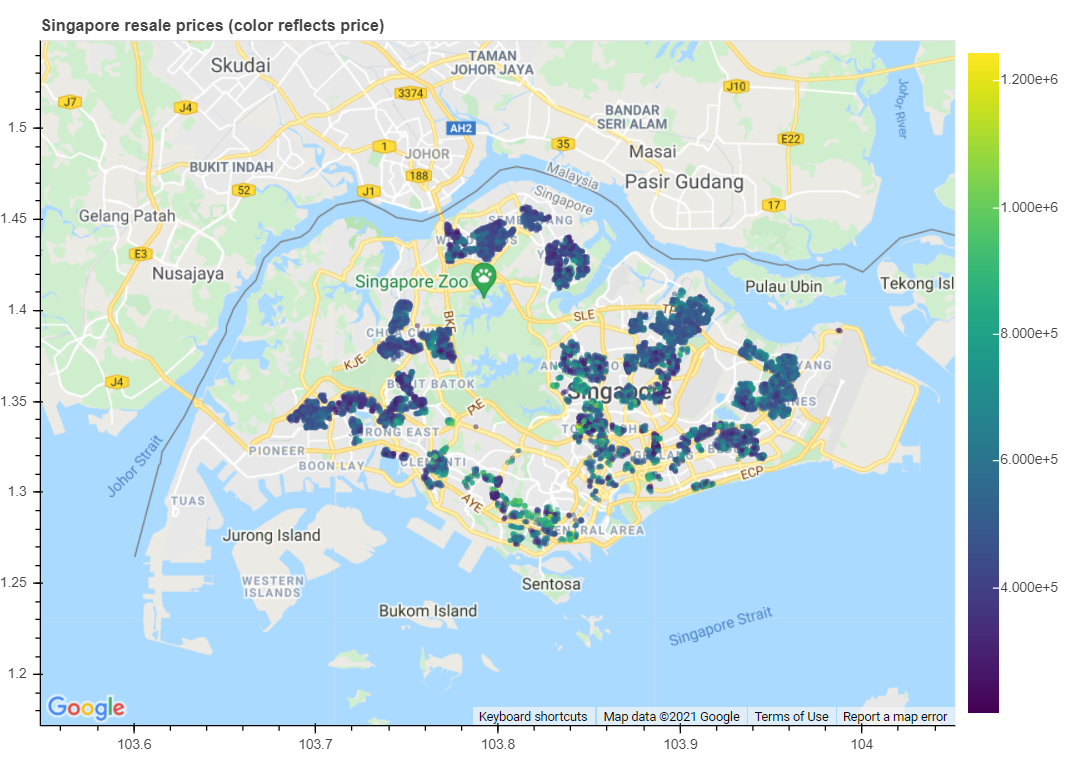 Singapore resale prices (color reflects price)
Skudai
TAMAN
JOHOR JAYA
J7
J4
3374
J10
Johor River
BANDAR
SERI ALAM
AH2
1
JOHOR
35
E22
Masai
BUKIT INDAH
52
J1
188
Malaysia
Singapore
Pasir Gudang
17
Gelang Patah
E3
Nusajaya
Singapore Zoo
SLE
Pulau Ubin
Tekong Isl
KJE
J4
BUKIT BATOK
PIE
Singapore
PIONEER
BOON LAY
CLEMENTI
Johor Strait
TUAS
AYE
ECP
CENTRAL AREA
Jurong Island
WESTERN
ISLANDS
Sentosa
Bukom Island
Singapore Strait
Google
Keyboard shortcuts
Map data ©2021 Google
Terms of Use
Report a map error
1.5
1.45
1.4
1.35
1.3
1.25
1.2
103.6
103.7
103.8
103.9
104
1.200e+6
1.000e+6
8.000e+5
6.000e+5
4.000e+5